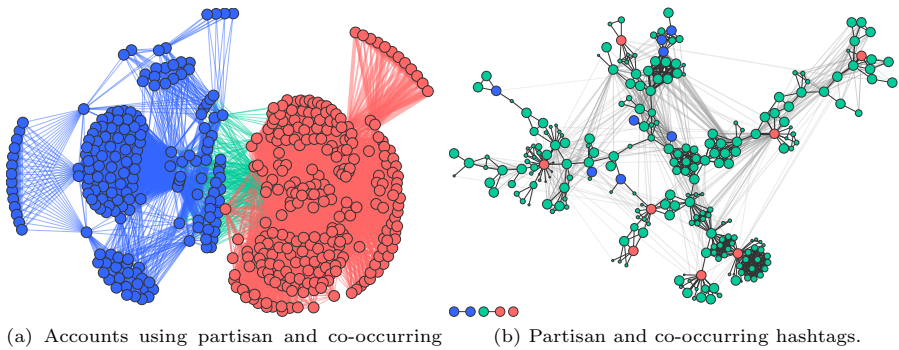 (a) Accounts using partisan and co-occurring
(b) Partisan and co-occurring hashtags.